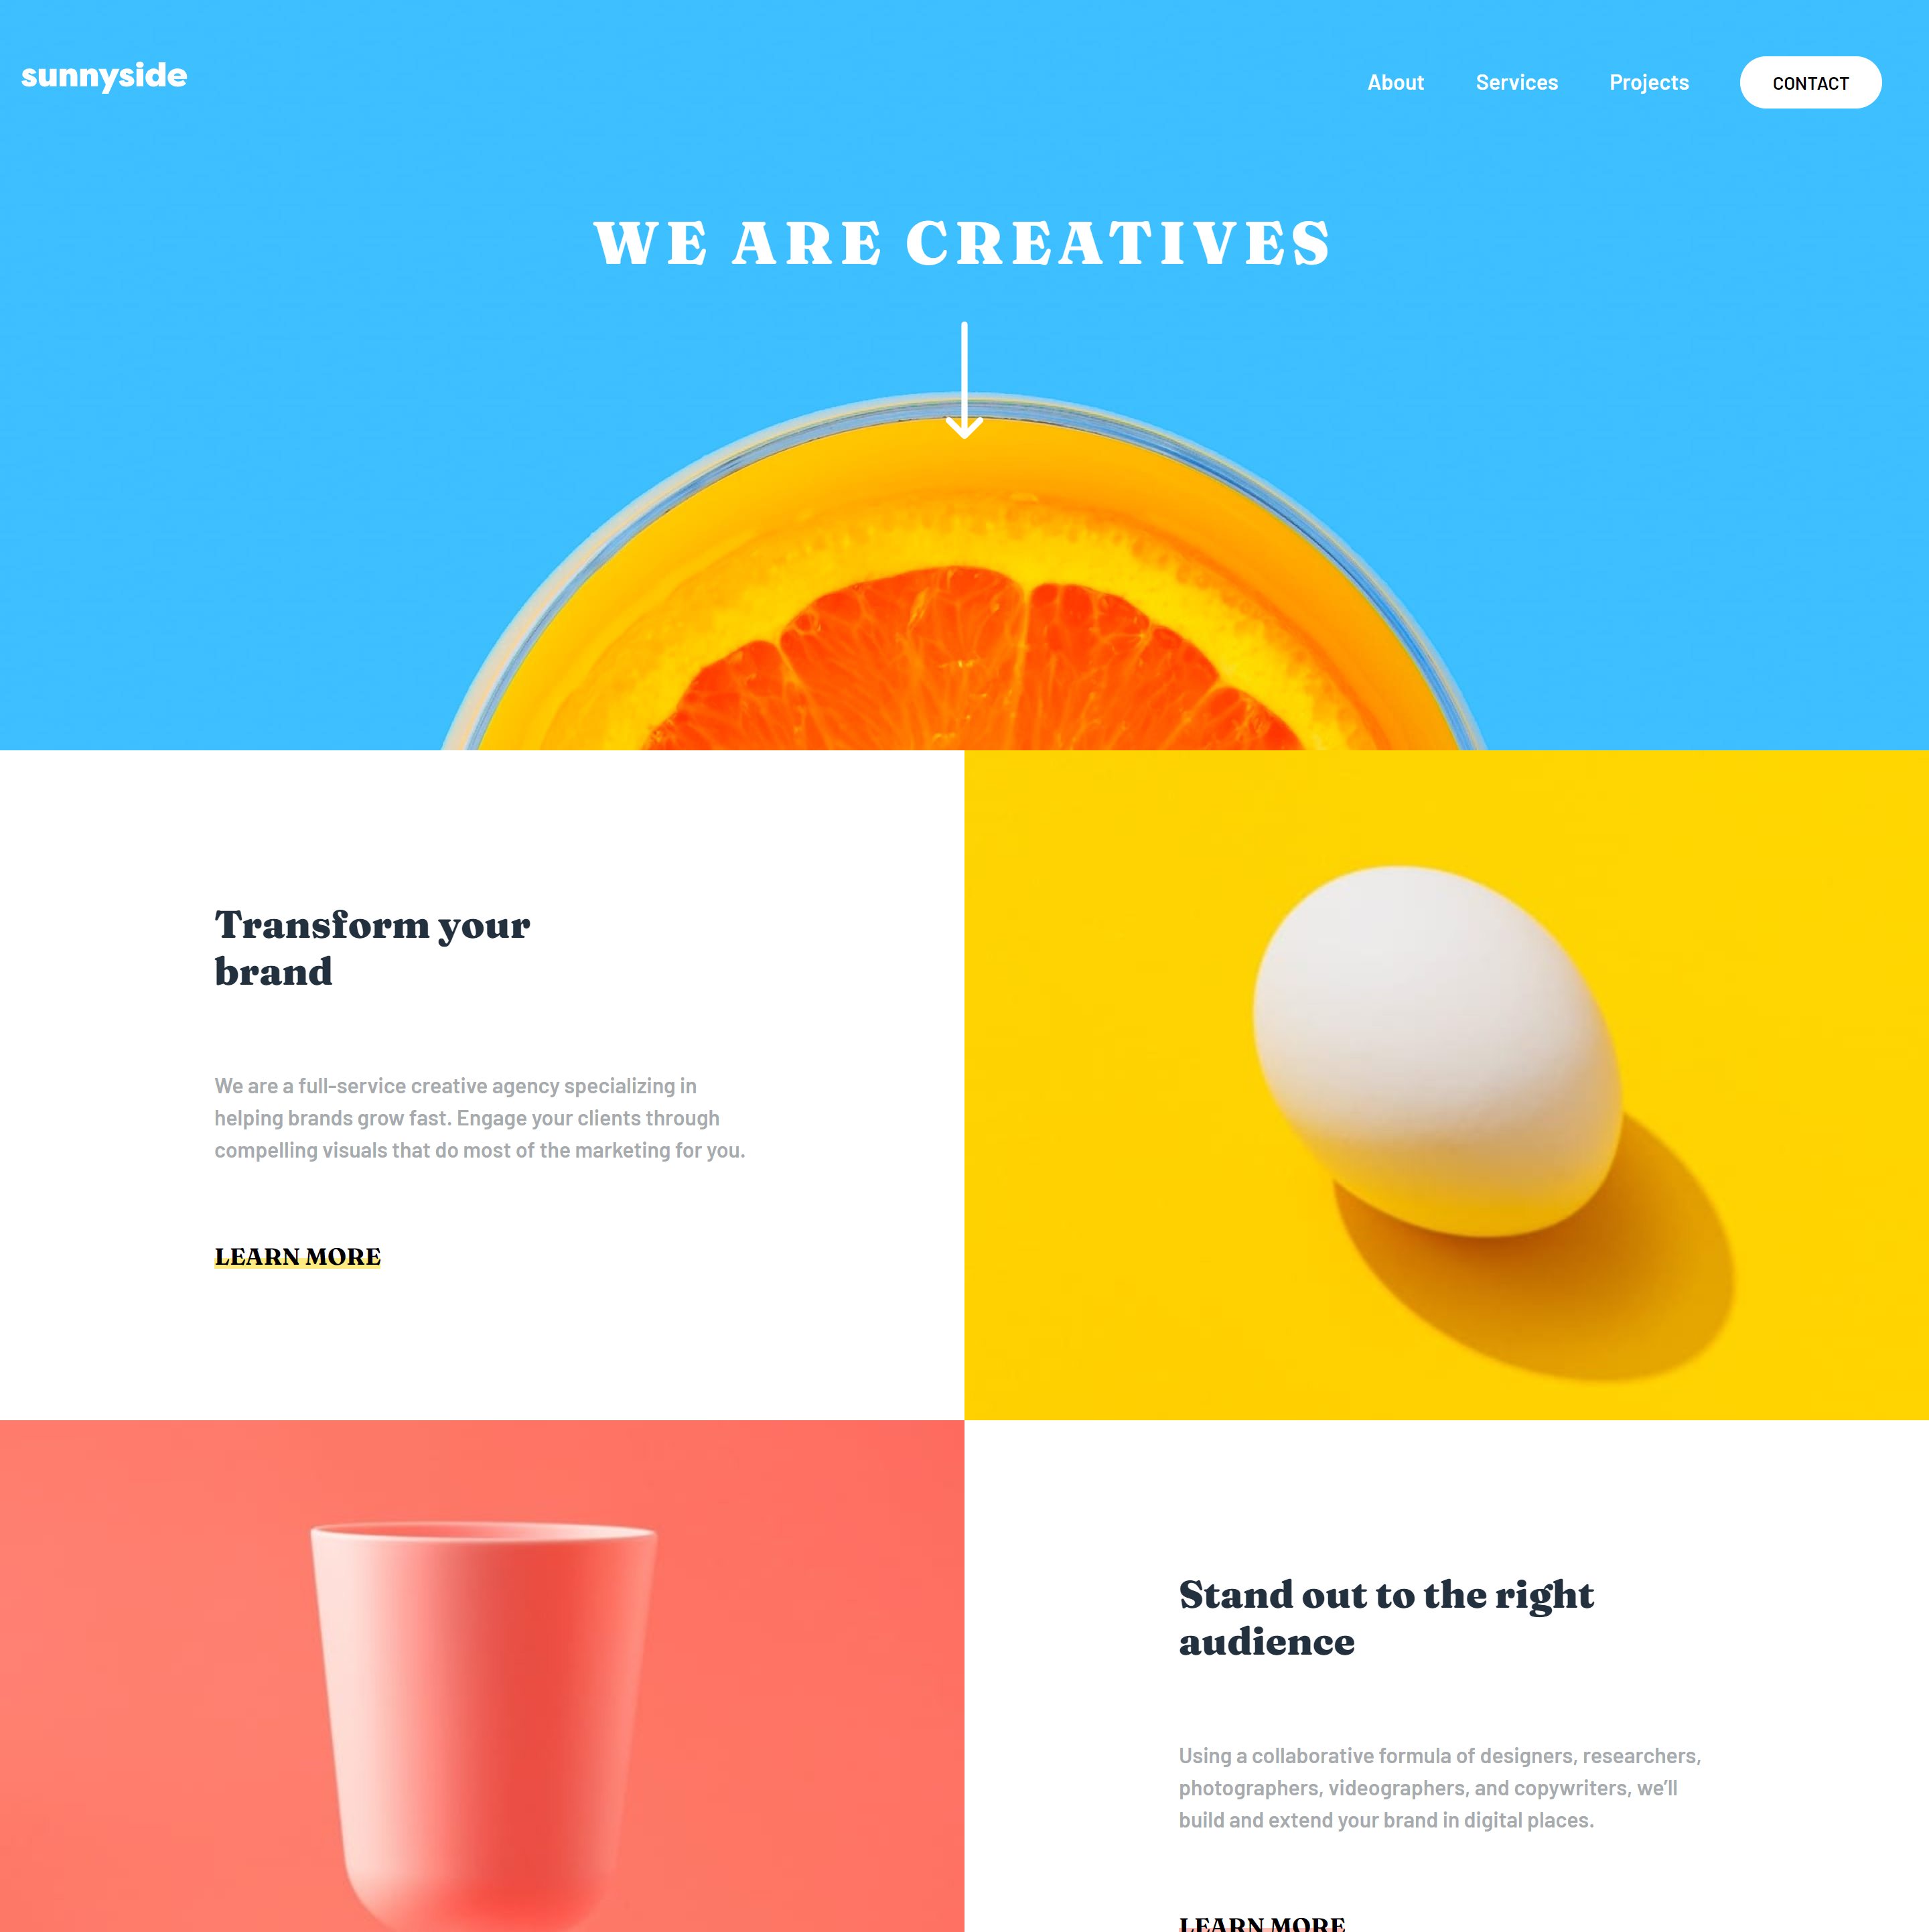 sunnyside
About Services Projects CONTACT
WE ARE CREATIVES
Transform your
brand
We are a full-service creative agency specializing in
helping brands grow fast. Engage your clients through
compelling visuals that do most of the marketing for you.
LEARN MORE
Stand out to the right
audience
Using a collaborative formula of designers, researchers,
photographers, videographers, and copywriters, we’ll
build and extend your brand in digital places.
LEARN MORE